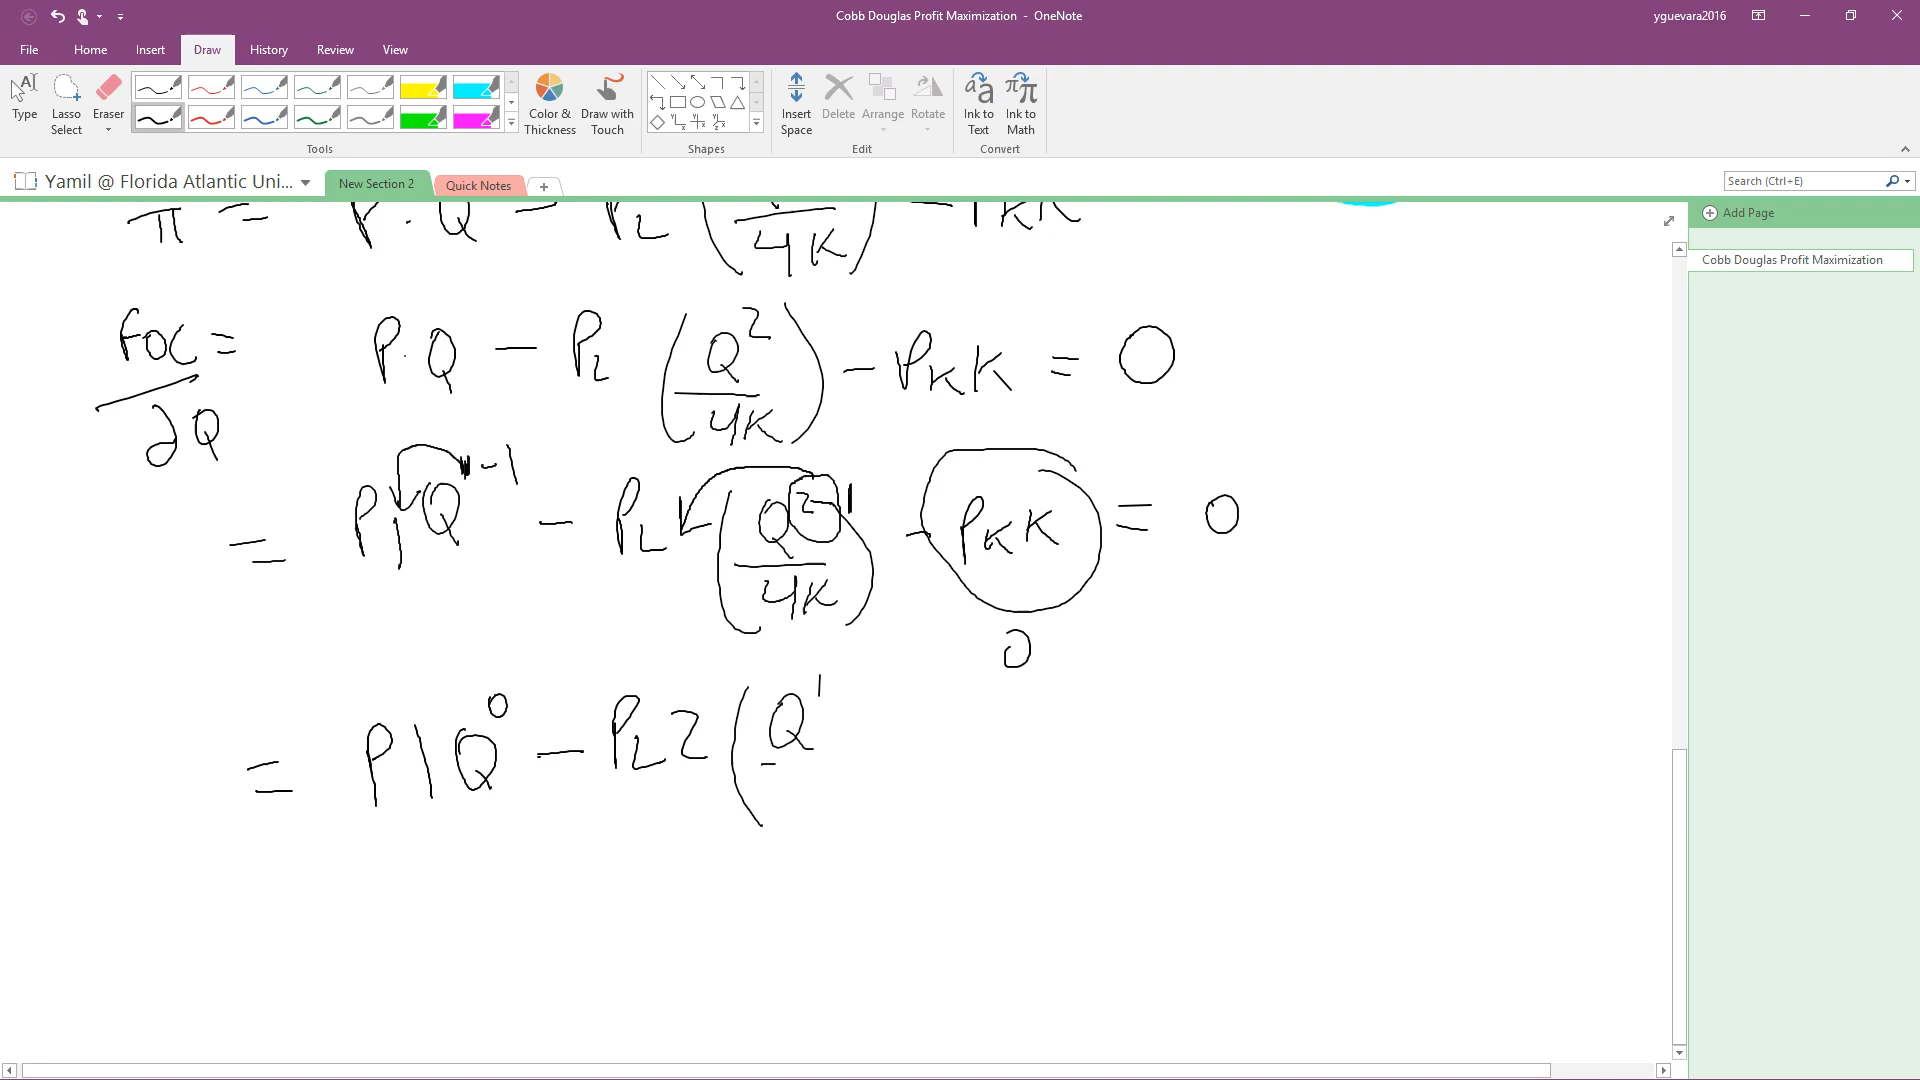 Cobb Douglas Profit Maximization - OneNote
yguevara2016
File Home Insert Draw History Review View
Type
Lasso Select
Eraser
Color & Thickness
Draw with Touch
Insert Space
Delete
Arrange
Rotate
Ink to Text
Ink to Math
Tools
Shapes
Edit
Convert
Yamil @ Florida Atlantic Uni...
New Section 2
Quick Notes
Search (Ctrl+E)
Add Page
Cobb Douglas Profit Maximization
π = P.Q - P_L ( /4K) - P_K K
FOC/∂Q = P.Q - P_L (Q^2/4K) - P_K K = 0
= P1Q^-1 - P_L (Q^2-1/4K) - P_K K = 0
0
= P1Q^0 - P_L 2 (Q^1